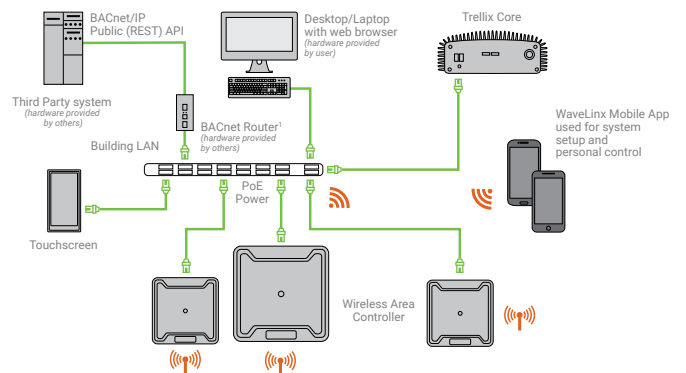 BACnet/IP
Public (REST) API
Desktop/Laptop
with web browser
(hardware provided
by user)
Trellix Core
Third Party system
(hardware provided
by others)
BACnet Router¹
(hardware provided
by others)
Building LAN
WaveLinx Mobile App
used for system
setup and
personal control
PoE
Power
Touchscreen
Wireless Area
Controller